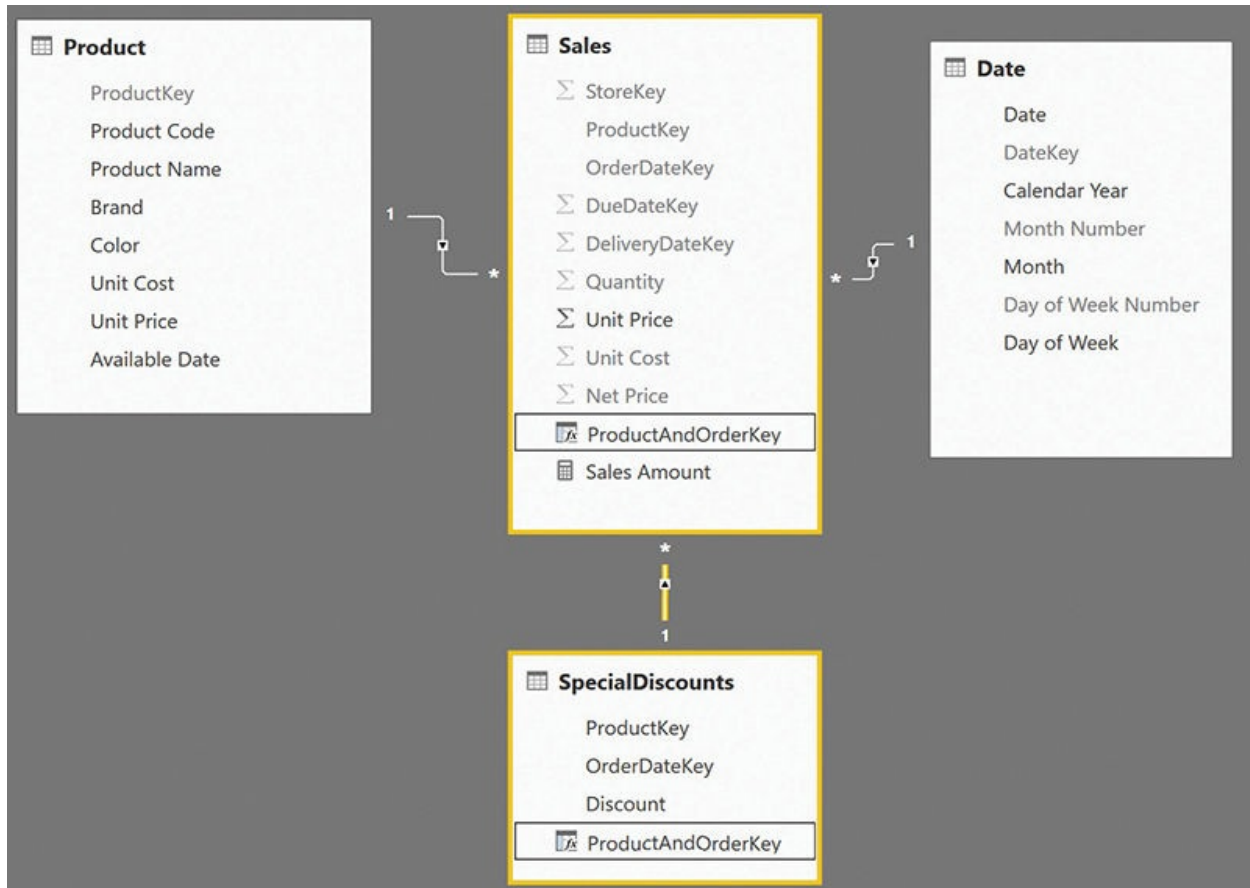 Product
ProductKey
Product Code
Product Name
Brand
Color
Unit Cost
Unit Price
Available Date
1
*
Sales
Σ StoreKey
ProductKey
OrderDateKey
Σ DueDateKey
Σ DeliveryDateKey
Σ Quantity
Σ Unit Price
Σ Unit Cost
Σ Net Price
fx ProductAndOrderKey
Sales Amount
*
1
Date
Date
DateKey
Calendar Year
Month Number
Month
Day of Week Number
Day of Week
*
1
SpecialDiscounts
ProductKey
OrderDateKey
Discount
fx ProductAndOrderKey